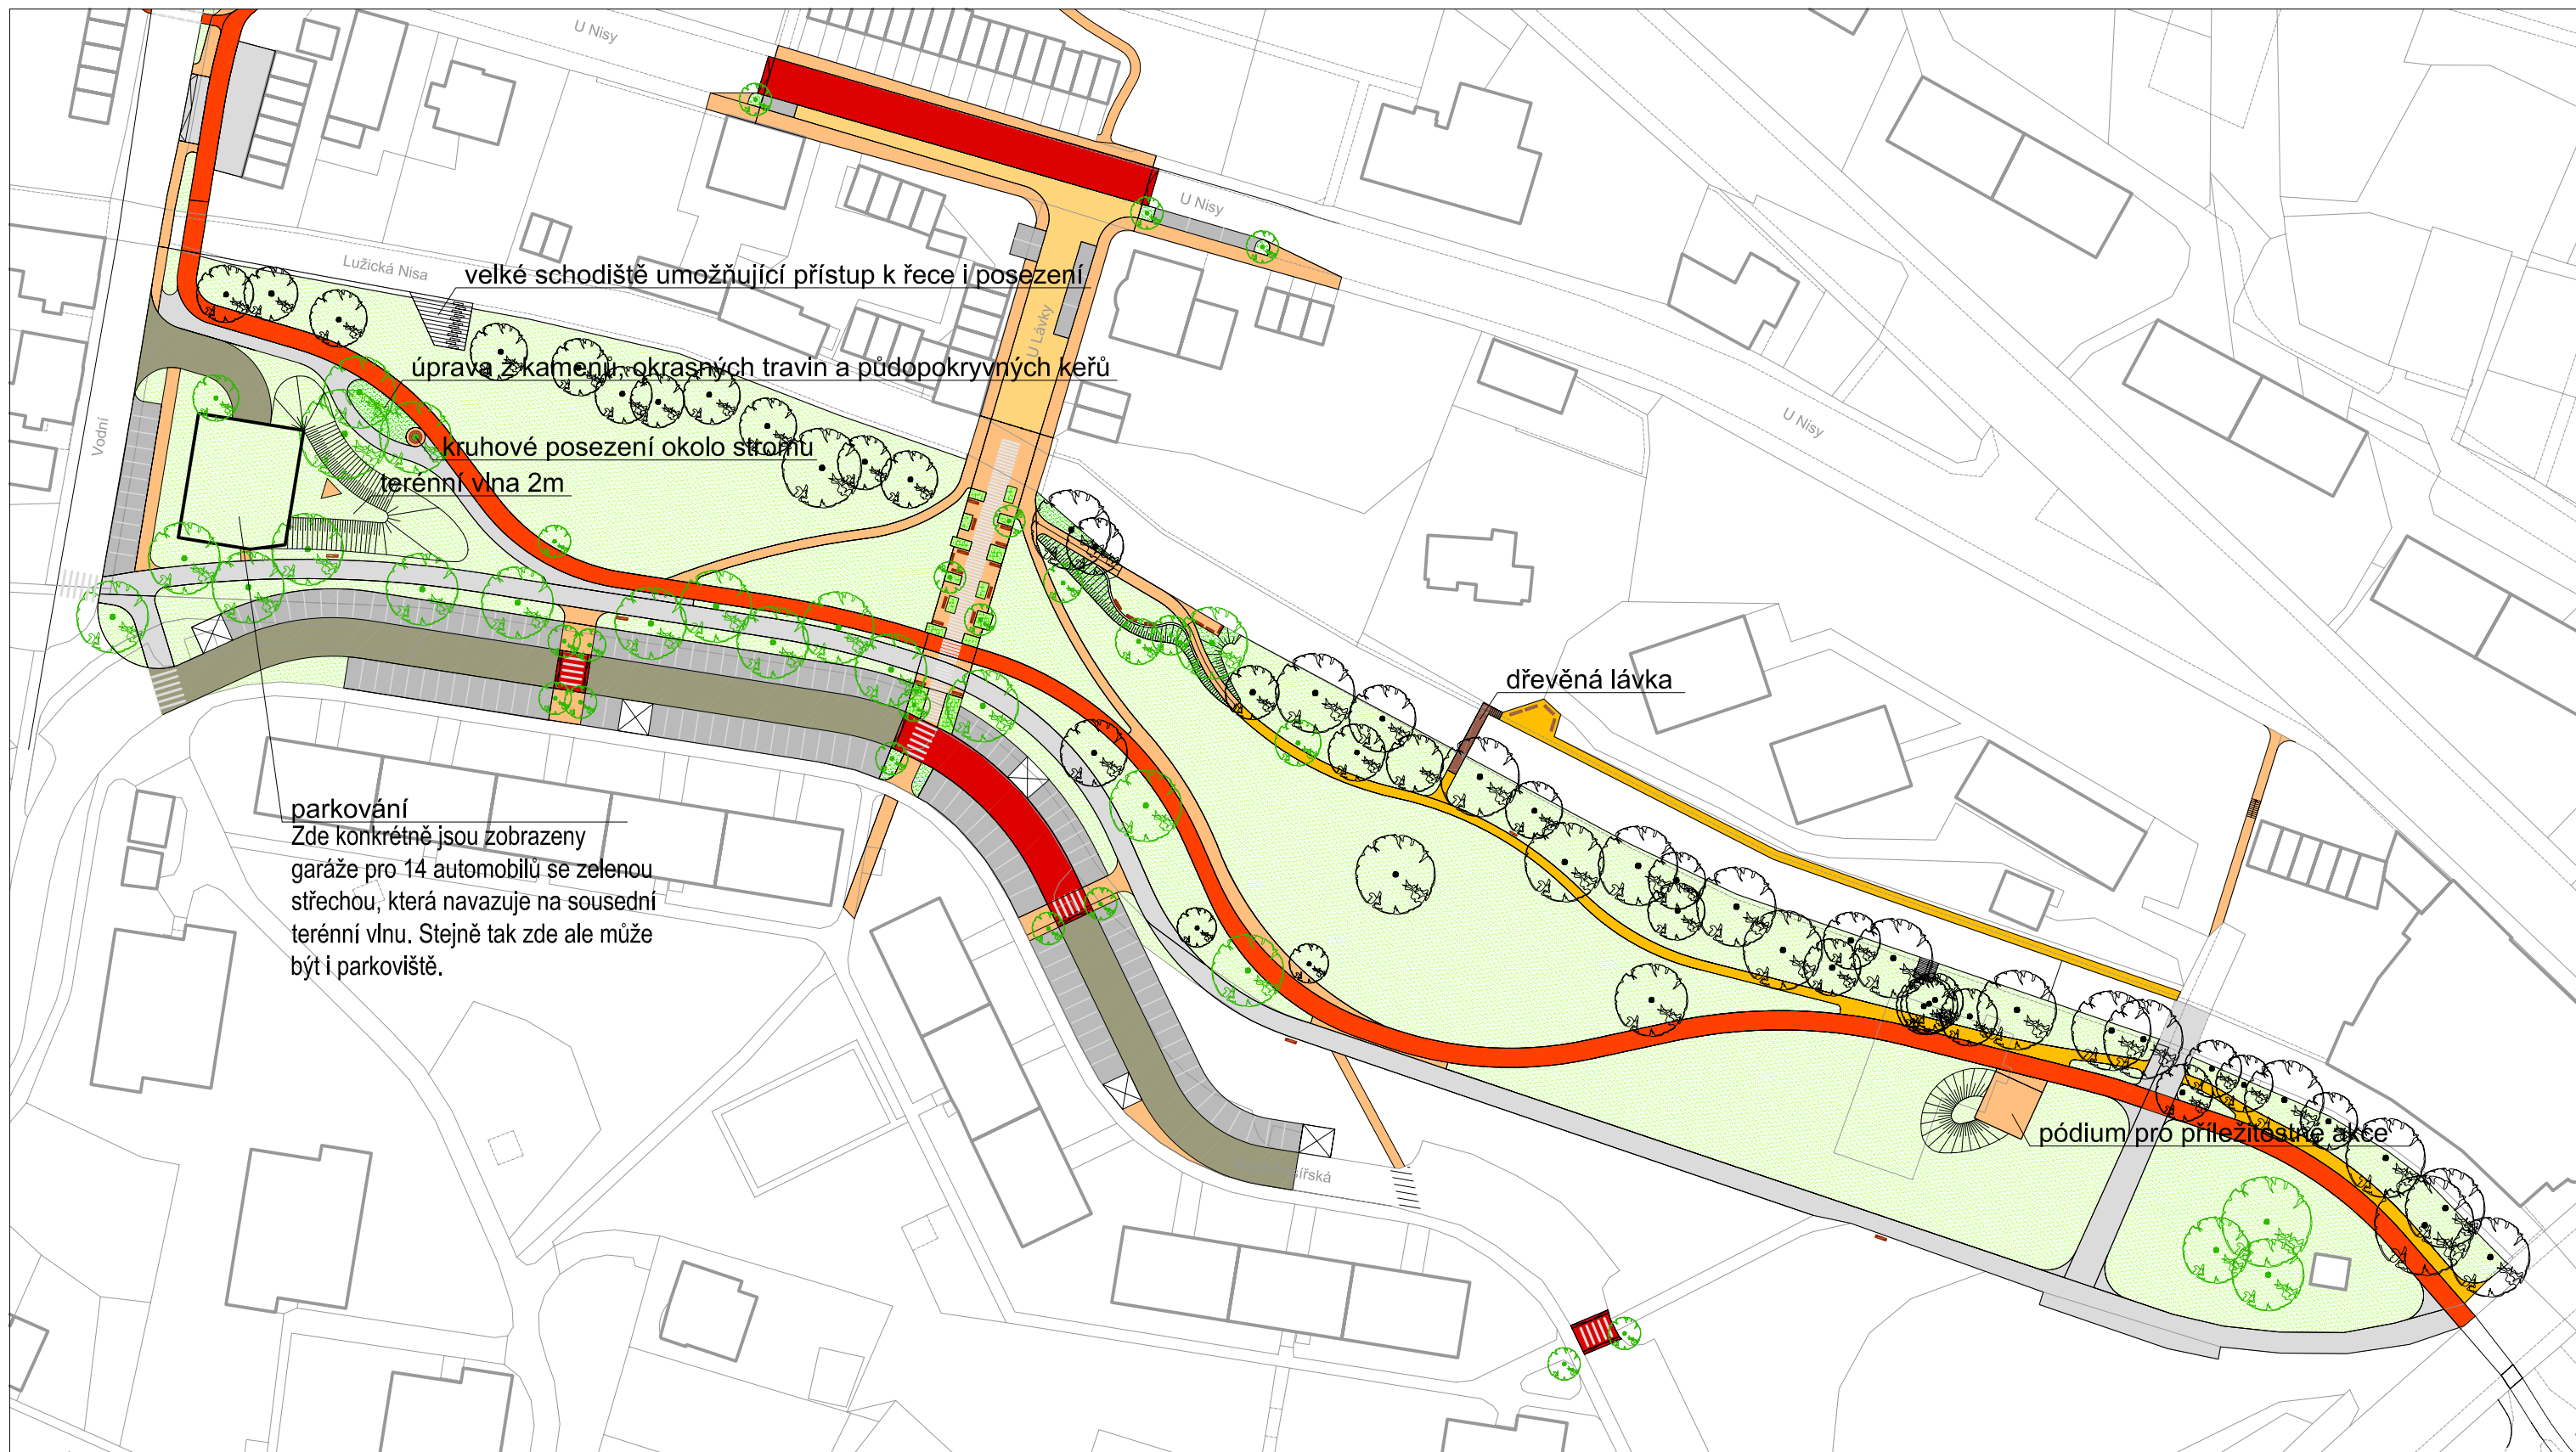 U Nisy
U Nisy
Lužická Nisa
velké schodiště umožňující přístup k řece i posezení
U Lávky
úprava z kamenů, okrasných travin a půdopokryvných keřů
U Nisy
Vodní
kruhové posezení okolo stromu
terénní vlna 2m
dřevěná lávka
parkování
Zde konkrétně jsou zobrazeny
garáže pro 14 automobilů se zelenou
střechou, která navazuje na sousední
terénní vlnu. Stejně tak zde ale může
být i parkoviště.
pódium pro příležitostné akce